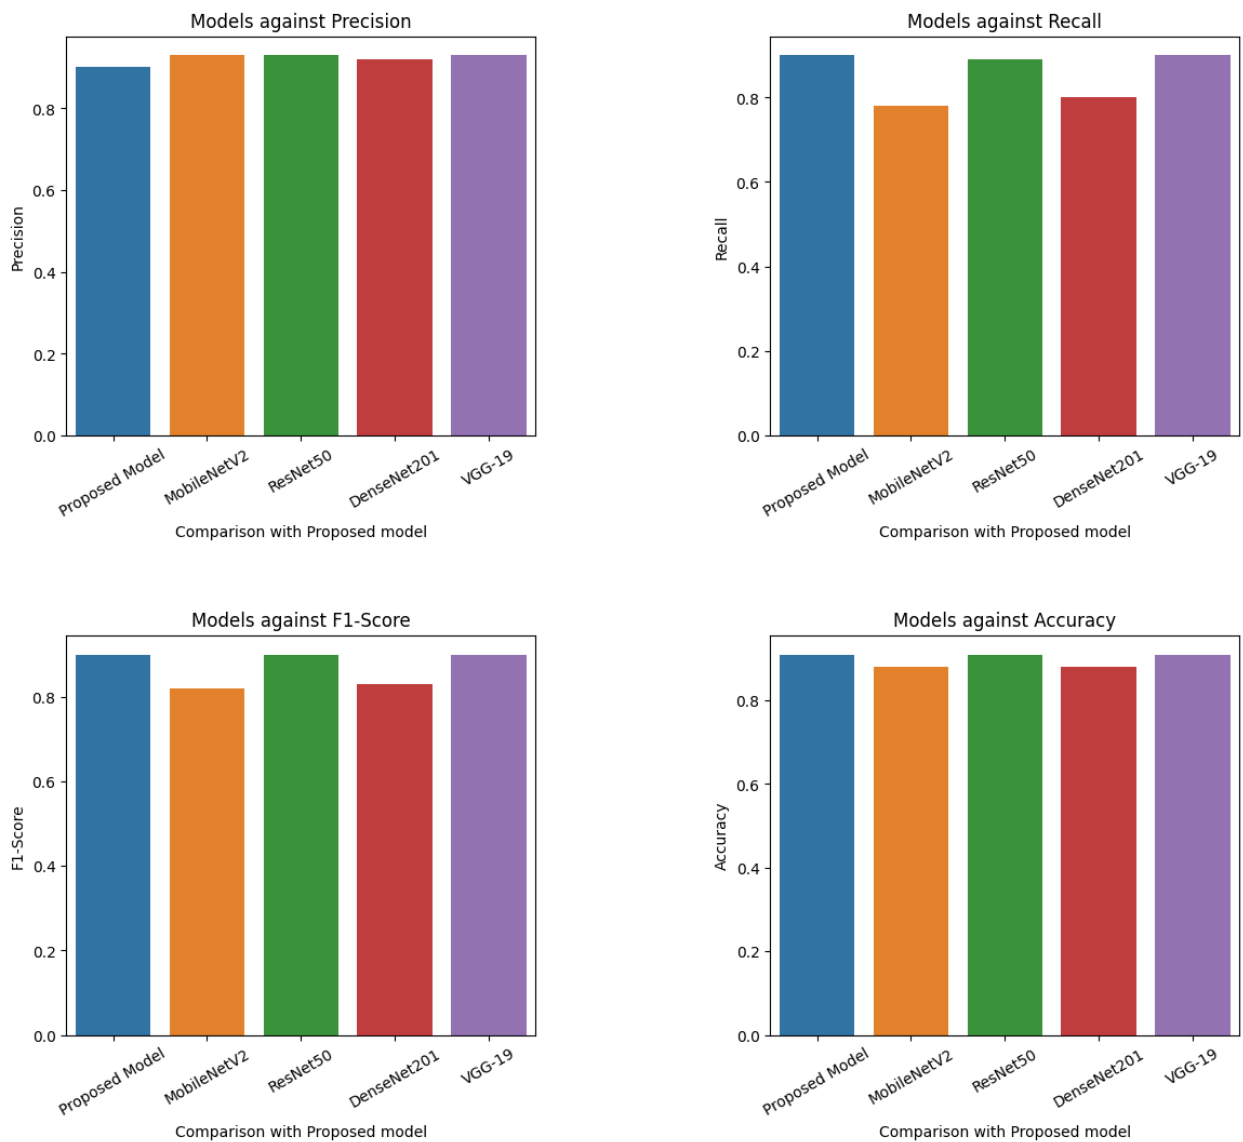 Models against Precision
Precision
0.8
0.6
0.4
0.2
0.0
Proposed Model
MobileNetV2
ResNet50
DenseNet201
VGG-19
Comparison with Proposed model
Models against Recall
Recall
0.8
0.6
0.4
0.2
0.0
Proposed Model
MobileNetV2
ResNet50
DenseNet201
VGG-19
Comparison with Proposed model
Models against F1-Score
F1-Score
0.8
0.6
0.4
0.2
0.0
Proposed Model
MobileNetV2
ResNet50
DenseNet201
VGG-19
Comparison with Proposed model
Models against Accuracy
Accuracy
0.8
0.6
0.4
0.2
0.0
Proposed Model
MobileNetV2
ResNet50
DenseNet201
VGG-19
Comparison with Proposed model